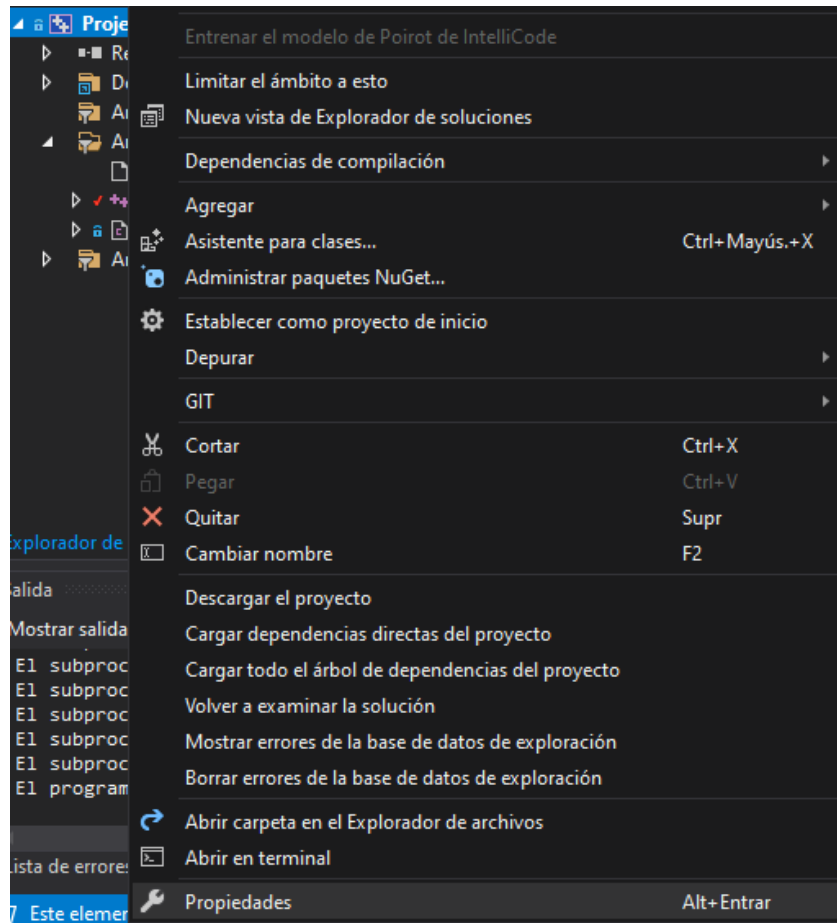 Proje
Re
De
Ar
Ar
Ar
Explorador de
Salida
Mostrar salida
El subproc
El subproc
El subproc
El subproc
El subproc
El program
Lista de errores
Este elemen
Entrenar el modelo de Poirot de IntelliCode
Limitar el ámbito a esto
Nueva vista de Explorador de soluciones
Dependencias de compilación
Agregar
Asistente para clases... Ctrl+Mayús.+X
Administrar paquetes NuGet...
Establecer como proyecto de inicio
Depurar
GIT
Cortar Ctrl+X
Pegar Ctrl+V
Quitar Supr
Cambiar nombre F2
Descargar el proyecto
Cargar dependencias directas del proyecto
Cargar todo el árbol de dependencias del proyecto
Volver a examinar la solución
Mostrar errores de la base de datos de exploración
Borrar errores de la base de datos de exploración
Abrir carpeta en el Explorador de archivos
Abrir en terminal
Propiedades Alt+Entrar